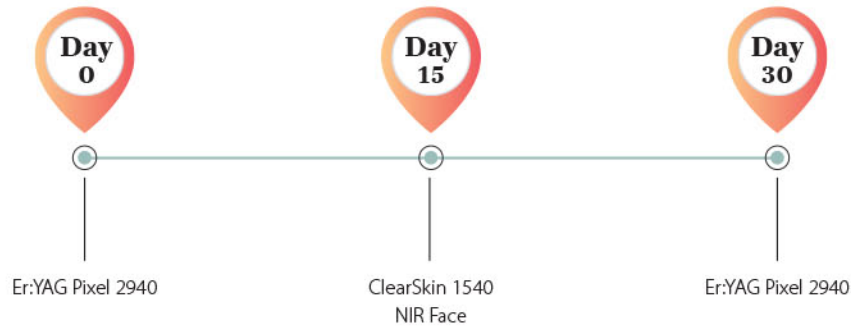 Day
0
Day
15
Day
30
Er:YAG Pixel 2940
ClearSkin 1540
NIR Face
Er:YAG Pixel 2940